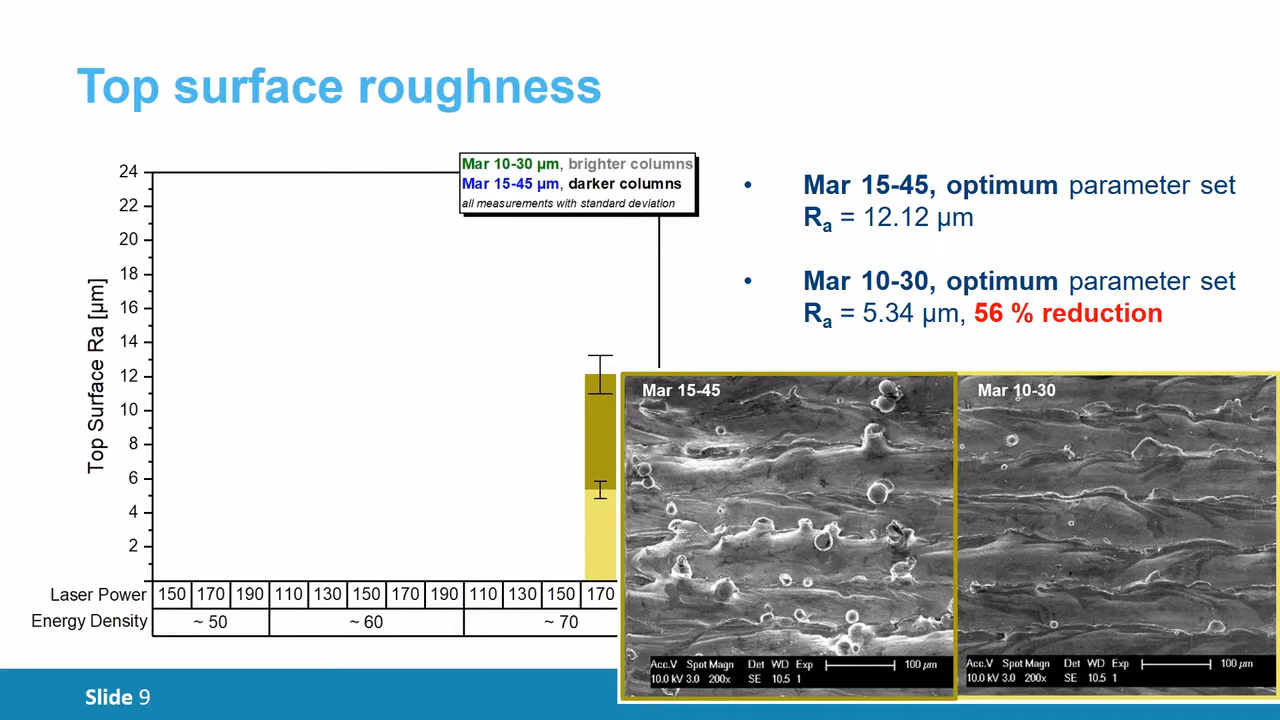 Top surface roughness
Mar 10-30 µm, brighter columns
Mar 15-45 µm, darker columns
all measurements with standard deviation
24
22
20
18
16
14
12
10
8
6
4
2
Top Surface Ra [µm]
Laser Power 150 170 190 110 130 150 170 190 110 130 150 170
Energy Density ~ 50 ~ 60 ~ 70
• Mar 15-45, optimum parameter set
Ra = 12.12 µm
• Mar 10-30, optimum parameter set
Ra = 5.34 µm, 56 % reduction
Mar 15-45
Acc.V Spot Magn Det WD Exp 100 µm
10.0 kV 3.0 200x SE 10.5 1
Mar 10-30
Acc.V Spot Magn Det WD Exp 100 µm
10.0 kV 3.0 200x SE 10.5 1
Slide 9